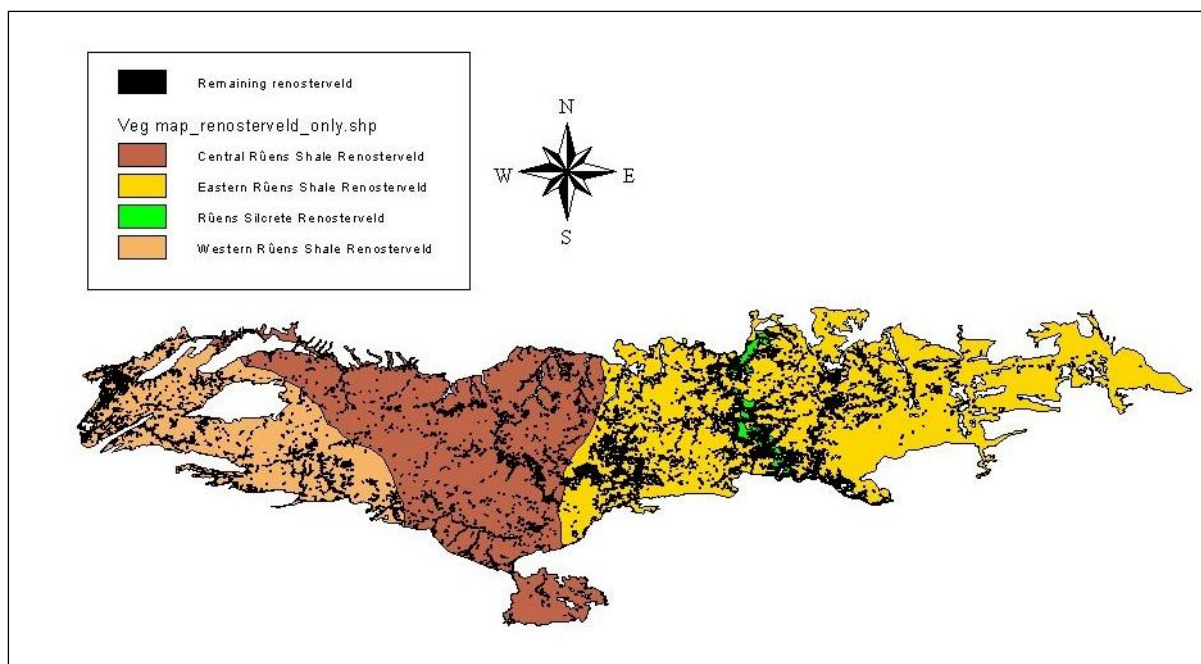 Remaining renosterveld
Veg map_renosterveld_only.shp
Central Rûens Shale Renosterveld
Eastern Rûens Shale Renosterveld
Rûens Silcrete Renosterveld
Western Rûens Shale Renosterveld
N
W
E
S